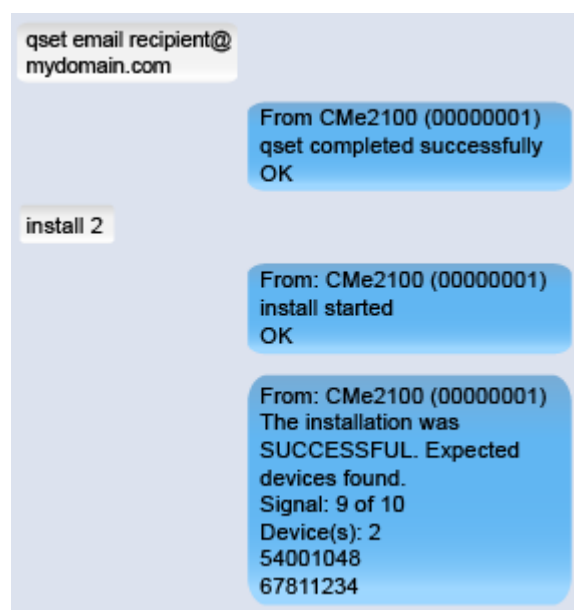 qset email recipient@
mydomain.com
From CMe2100 (00000001)
qset completed successfully
OK
install 2
From: CMe2100 (00000001)
install started
OK
From: CMe2100 (00000001)
The installation was
SUCCESSFUL. Expected
devices found.
Signal: 9 of 10
Device(s): 2
54001048
67811234